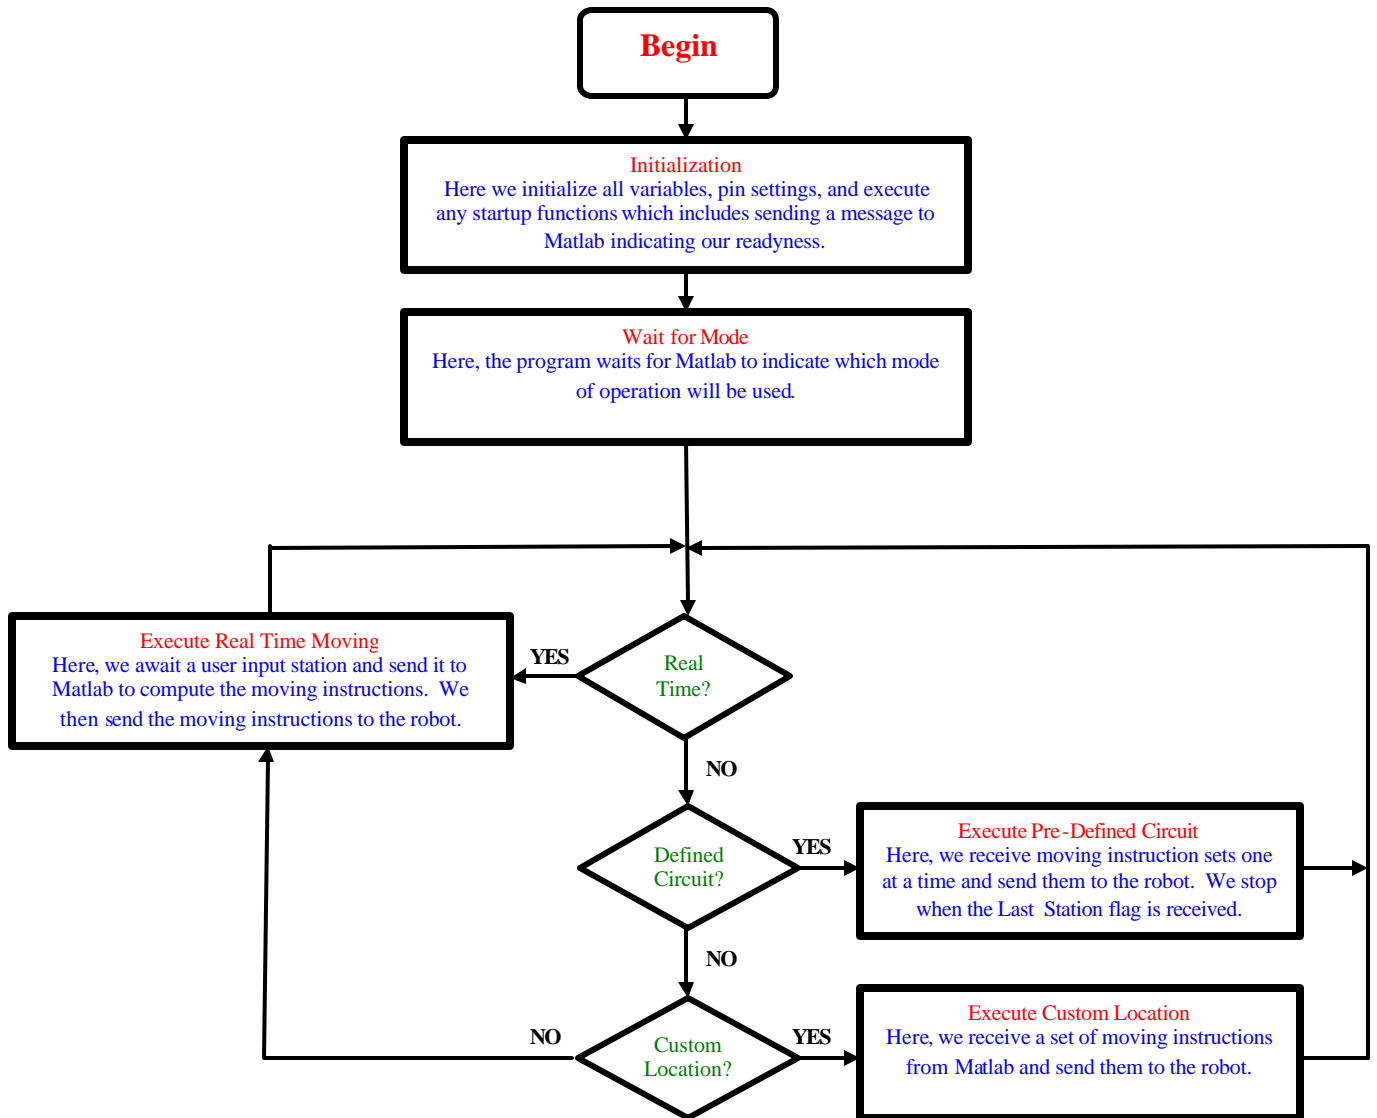 Begin
Initialization
Here we initialize all variables, pin settings, and execute
any startup functions which includes sending a message to
Matlab indicating our readyness.
Wait for Mode
Here, the program waits for Matlab to indicate which mode
of operation will be used.
Execute Real Time Moving
Here, we await a user input station and send it to
Matlab to compute the moving instructions. We
then send the moving instructions to the robot.
YES
Real
Time?
NO
Defined
Circuit?
YES
Execute Pre-Defined Circuit
Here, we receive moving instruction sets one
at a time and send them to the robot. We stop
when the Last Station flag is received.
NO
NO
Custom
Location?
YES
Execute Custom Location
Here, we receive a set of moving instructions
from Matlab and send them to the robot.